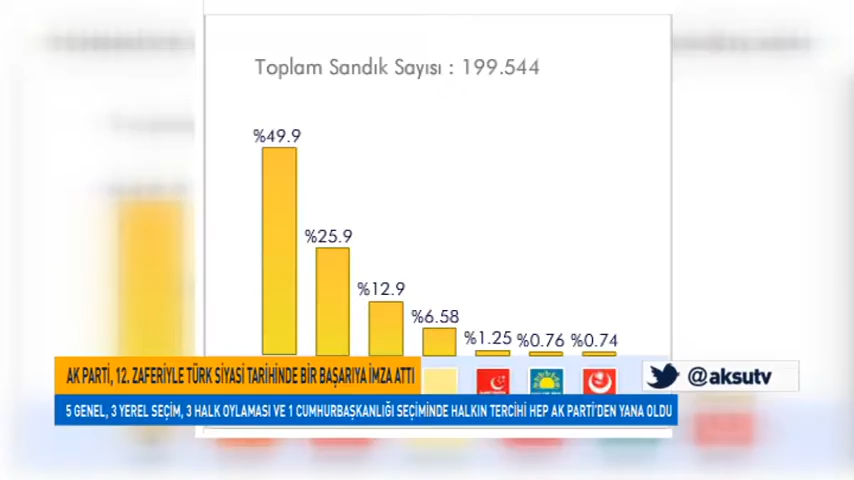 Toplam Sandık Sayısı : 199.544
%49.9
%25.9
%12.9
%6.58
%1.25
%0.76
%0.74
AK PARTİ, 12. ZAFERİYLE TÜRK SİYASİ TARİHİNDE BİR BAŞARIYA İMZA ATTI
@aksutv
5 GENEL, 3 YEREL SEÇİM, 3 HALK OYLAMASI VE 1 CUMHURBAŞKANLIĞI SEÇİMİNDE HALKIN TERCİHİ HEP AK PARTİ'DEN YANA OLDU